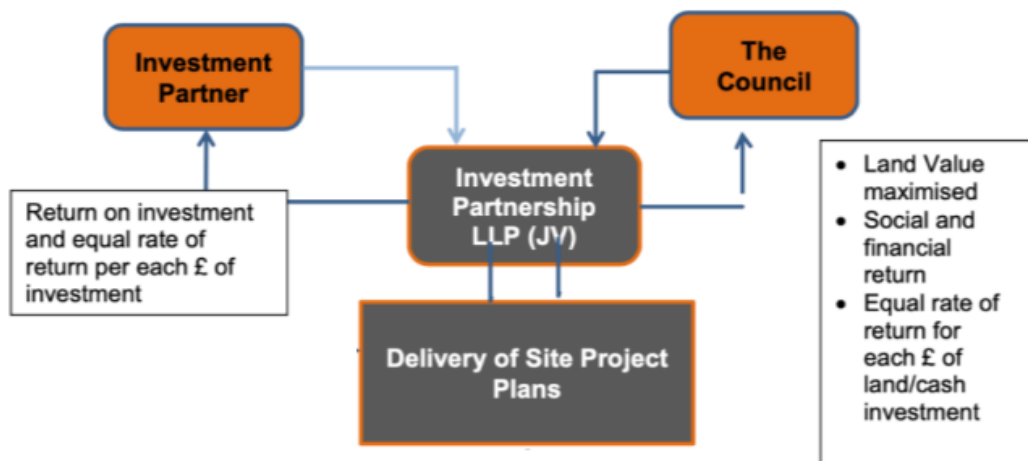 Investment
Partner
The
Council
Investment
Partnership
LLP (JV)
Return on investment
and equal rate of
return per each £ of
investment
• Land Value
maximised
• Social and
financial
return
• Equal rate of
return for
each £ of
land/cash
investment
Delivery of Site Project
Plans